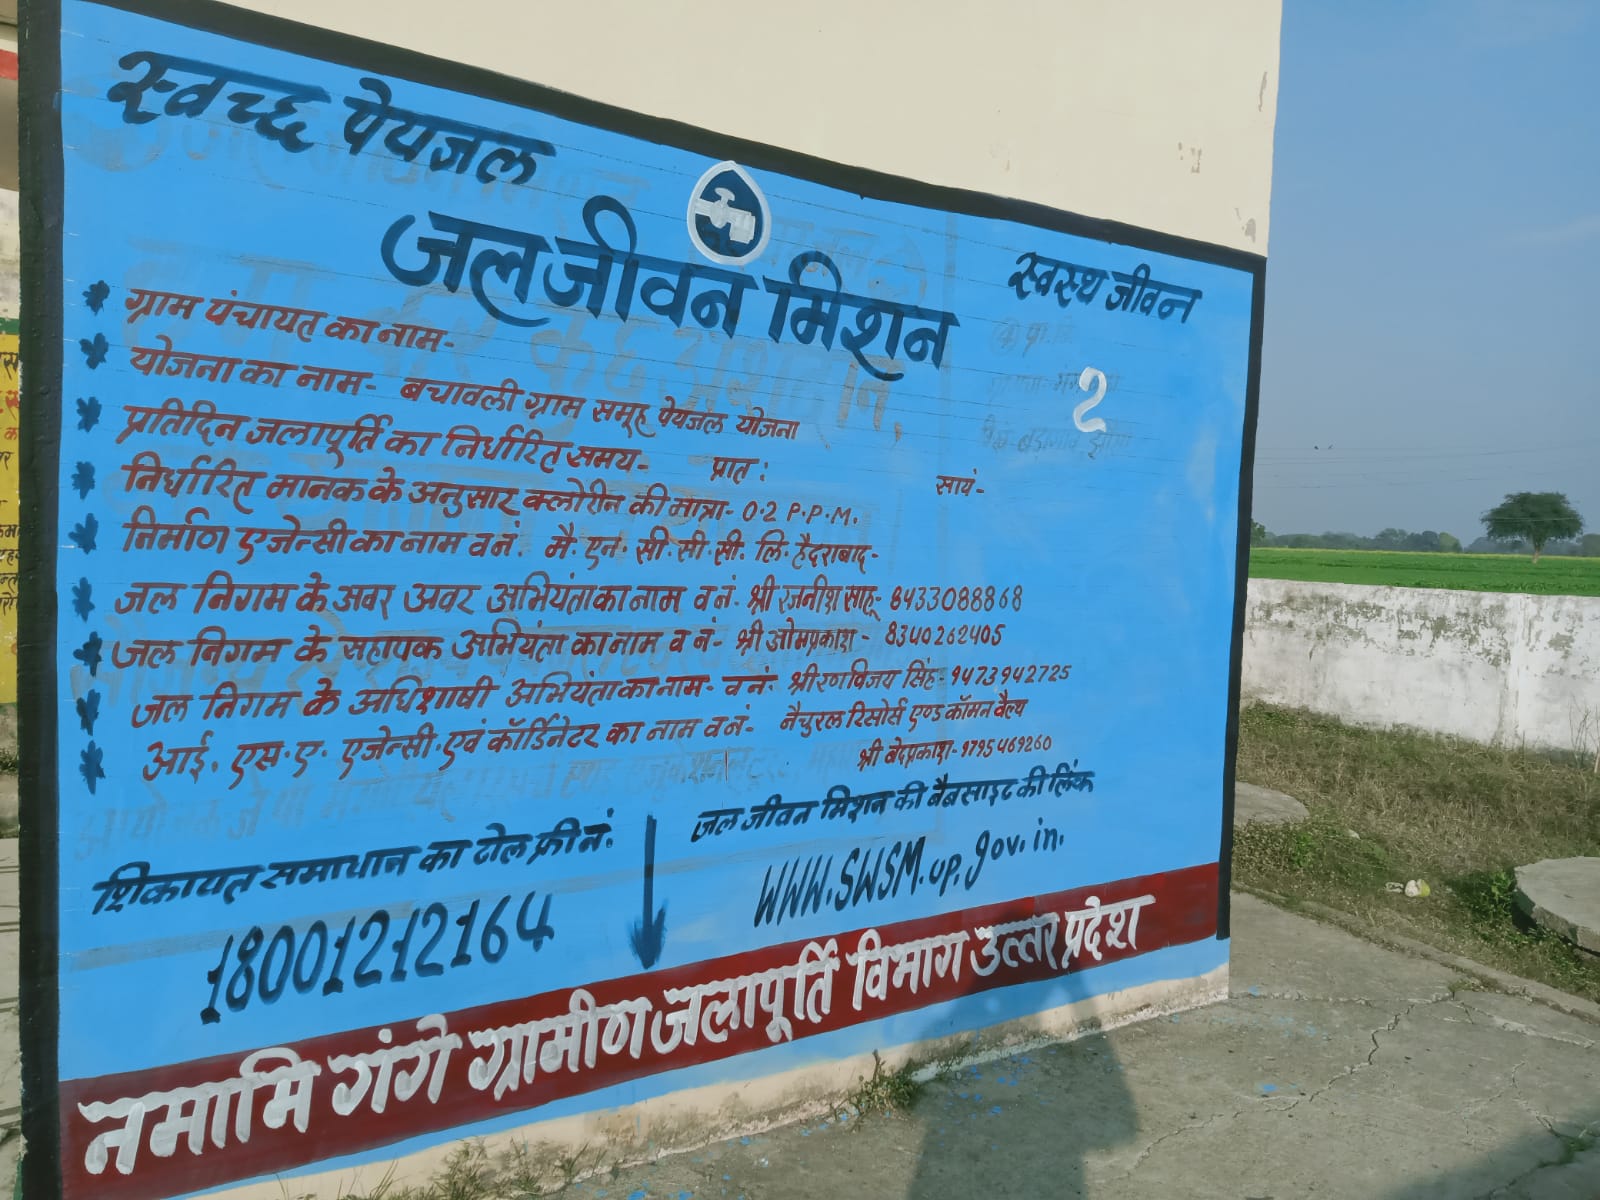 स्वच्छ पेयजल
जल जीवन मिशन
स्वस्थ जीवन
2
ग्राम पंचायत का नाम-
योजना का नाम- बचावली ग्राम समूह पेयजल योजना
प्रतिदिन जलापूर्ति का निर्धारित समय- प्रात: सायं-
निर्धारित मानक के अनुसार क्लोरीन की मात्रा- 0.2 P.P.M.
निर्माण एजेन्सी का नाम व नं. मै. एन. सी. सी. सी. लि. हैदराबाद-
जल निगम के अवर अवर अभियंता का नाम व नं- श्री रजनीश साहू- 8433088868
जल निगम के सहापक अभियंता का नाम व नं- श्री ओमप्रकाश- 8340262405
जल निगम के अधिशाषी अभियंता का नाम- व नं. श्री रणविजय सिंह- 9473942725
आई. एस. ए. एजेन्सी. एवं कॉर्डिनेटर का नाम व नं- नैचुरल रिसोर्स एण्ड कॉमन वैल्थ
श्री बेदप्रकाश- 9795469260
शिकायत समाधान का टोल फ्री नं.
18001212164
जल जीवन मिशन की बैबसाइट की लिंक
WWW.SWSM.up.gov.in.
नमामि गंगे ग्रामीण जलापूर्ति विभाग उत्तर प्रदेश